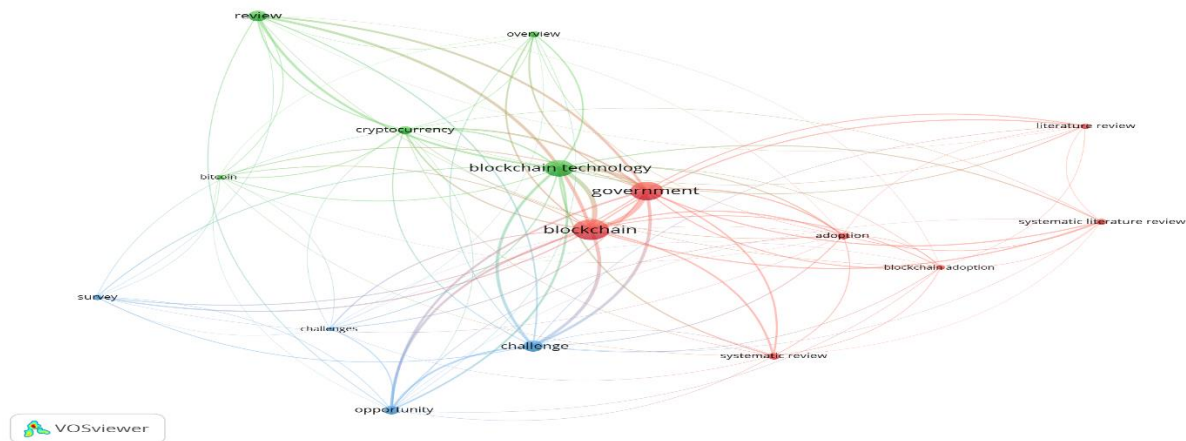 review
overview
cryptocurrency
literature review
blockchain technology
bitcoin
government
systematic literature review
blockchain
adoption
blockchain adoption
survey
challenges
challenge
systematic review
opportunity
VOSviewer